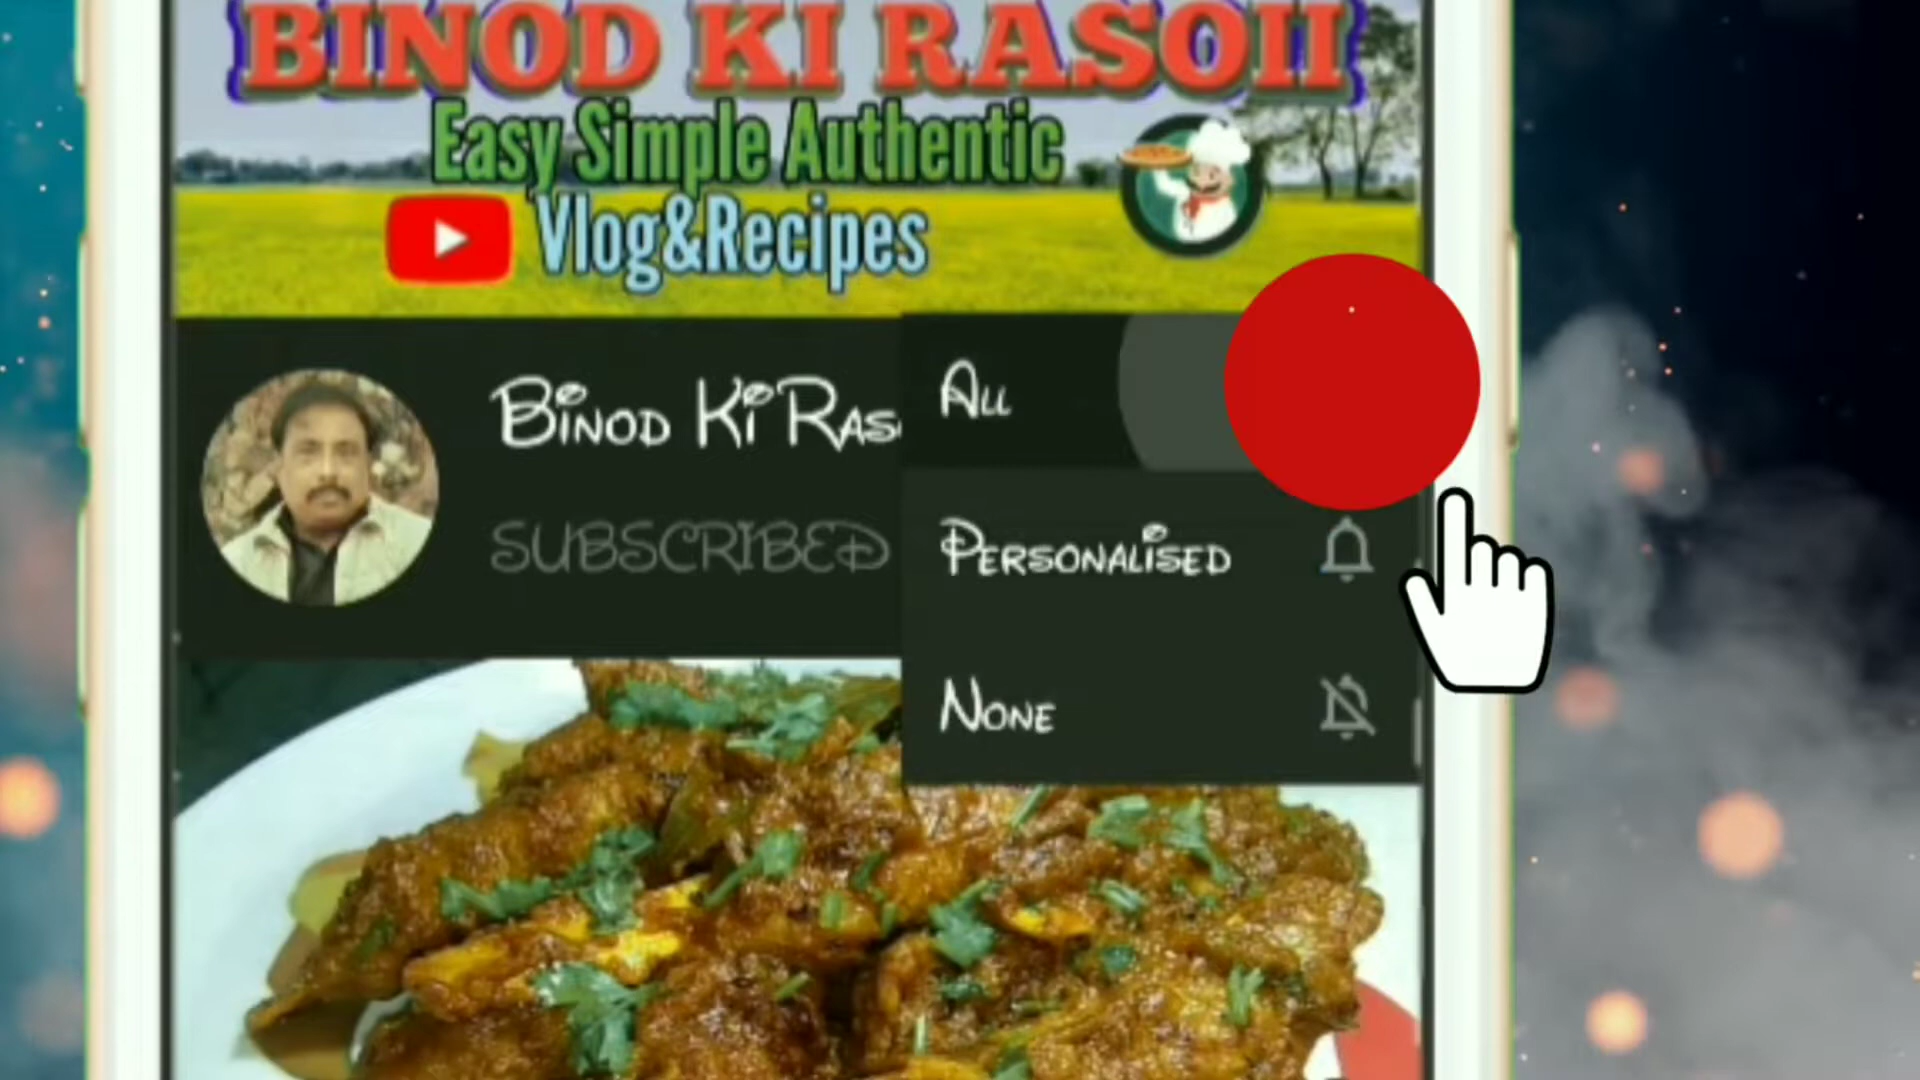 BINOD KI RASOII
Easy Simple Authentic
Vlog&Recipes
BINOD KI RAS
SUBSCRIBED
ALL
PERSONALISED
NONE